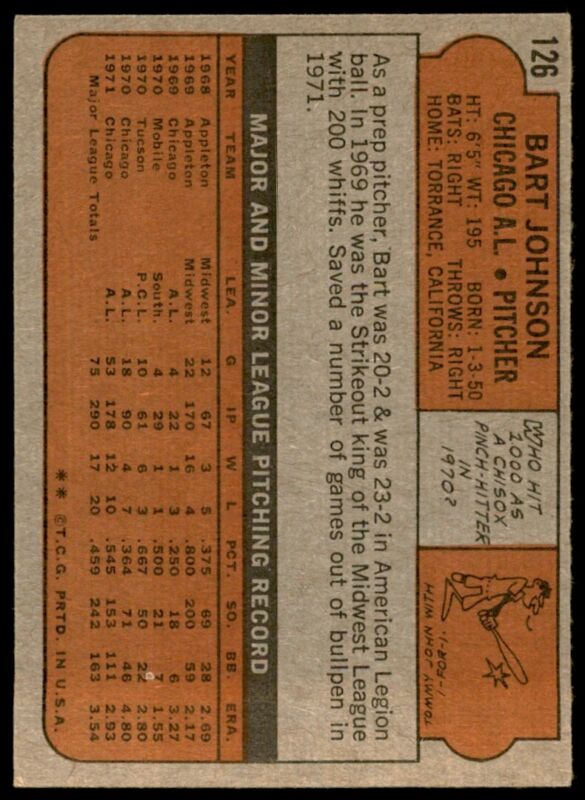 126
BART JOHNSON
CHICAGO A.L. • PITCHER
HT: 6'5" WT: 195 BORN: 1-3-50
BATS: RIGHT THROWS: RIGHT
HOME: TORRANCE, CALIFORNIA
WHO HIT
1000 AS
A CHISOX
PINCH-HITTER
IN
1970?
TOMMY JOHN WITH
1-FOR-1.
As a prep pitcher, Bart was 20-2 & was 23-2 in American Legion
ball. In 1969 he was the Strikeout king of the Midwest League
with 200 whiffs. Saved a number of games out of bullpen in
1971.
MAJOR AND MINOR LEAGUE PITCHING RECORD
YEAR TEAM LEA. G IP W L PCT. SO. BB. ERA.
1968 Appleton Midwest 12 67 3 5 .375 69 28 2.69
1969 Appleton Midwest 22 170 16 4 .800 200 59 2.17
1969 Chicago A.L. 4 22 1 3 .250 18 6 3.27
1970 Mobile South. 4 29 1 1 .500 21 7 1.55
1970 Tucson P.C.L. 10 61 6 3 .667 50 22 2.80
1970 Chicago A.L. 18 90 4 7 .364 71 46 4.80
1971 Chicago A.L. 53 178 12 10 .545 153 111 2.93
Major League Totals 75 290 17 20 .459 242 163 3.54
** ©T.C.G. PRTD. IN U.S.A.